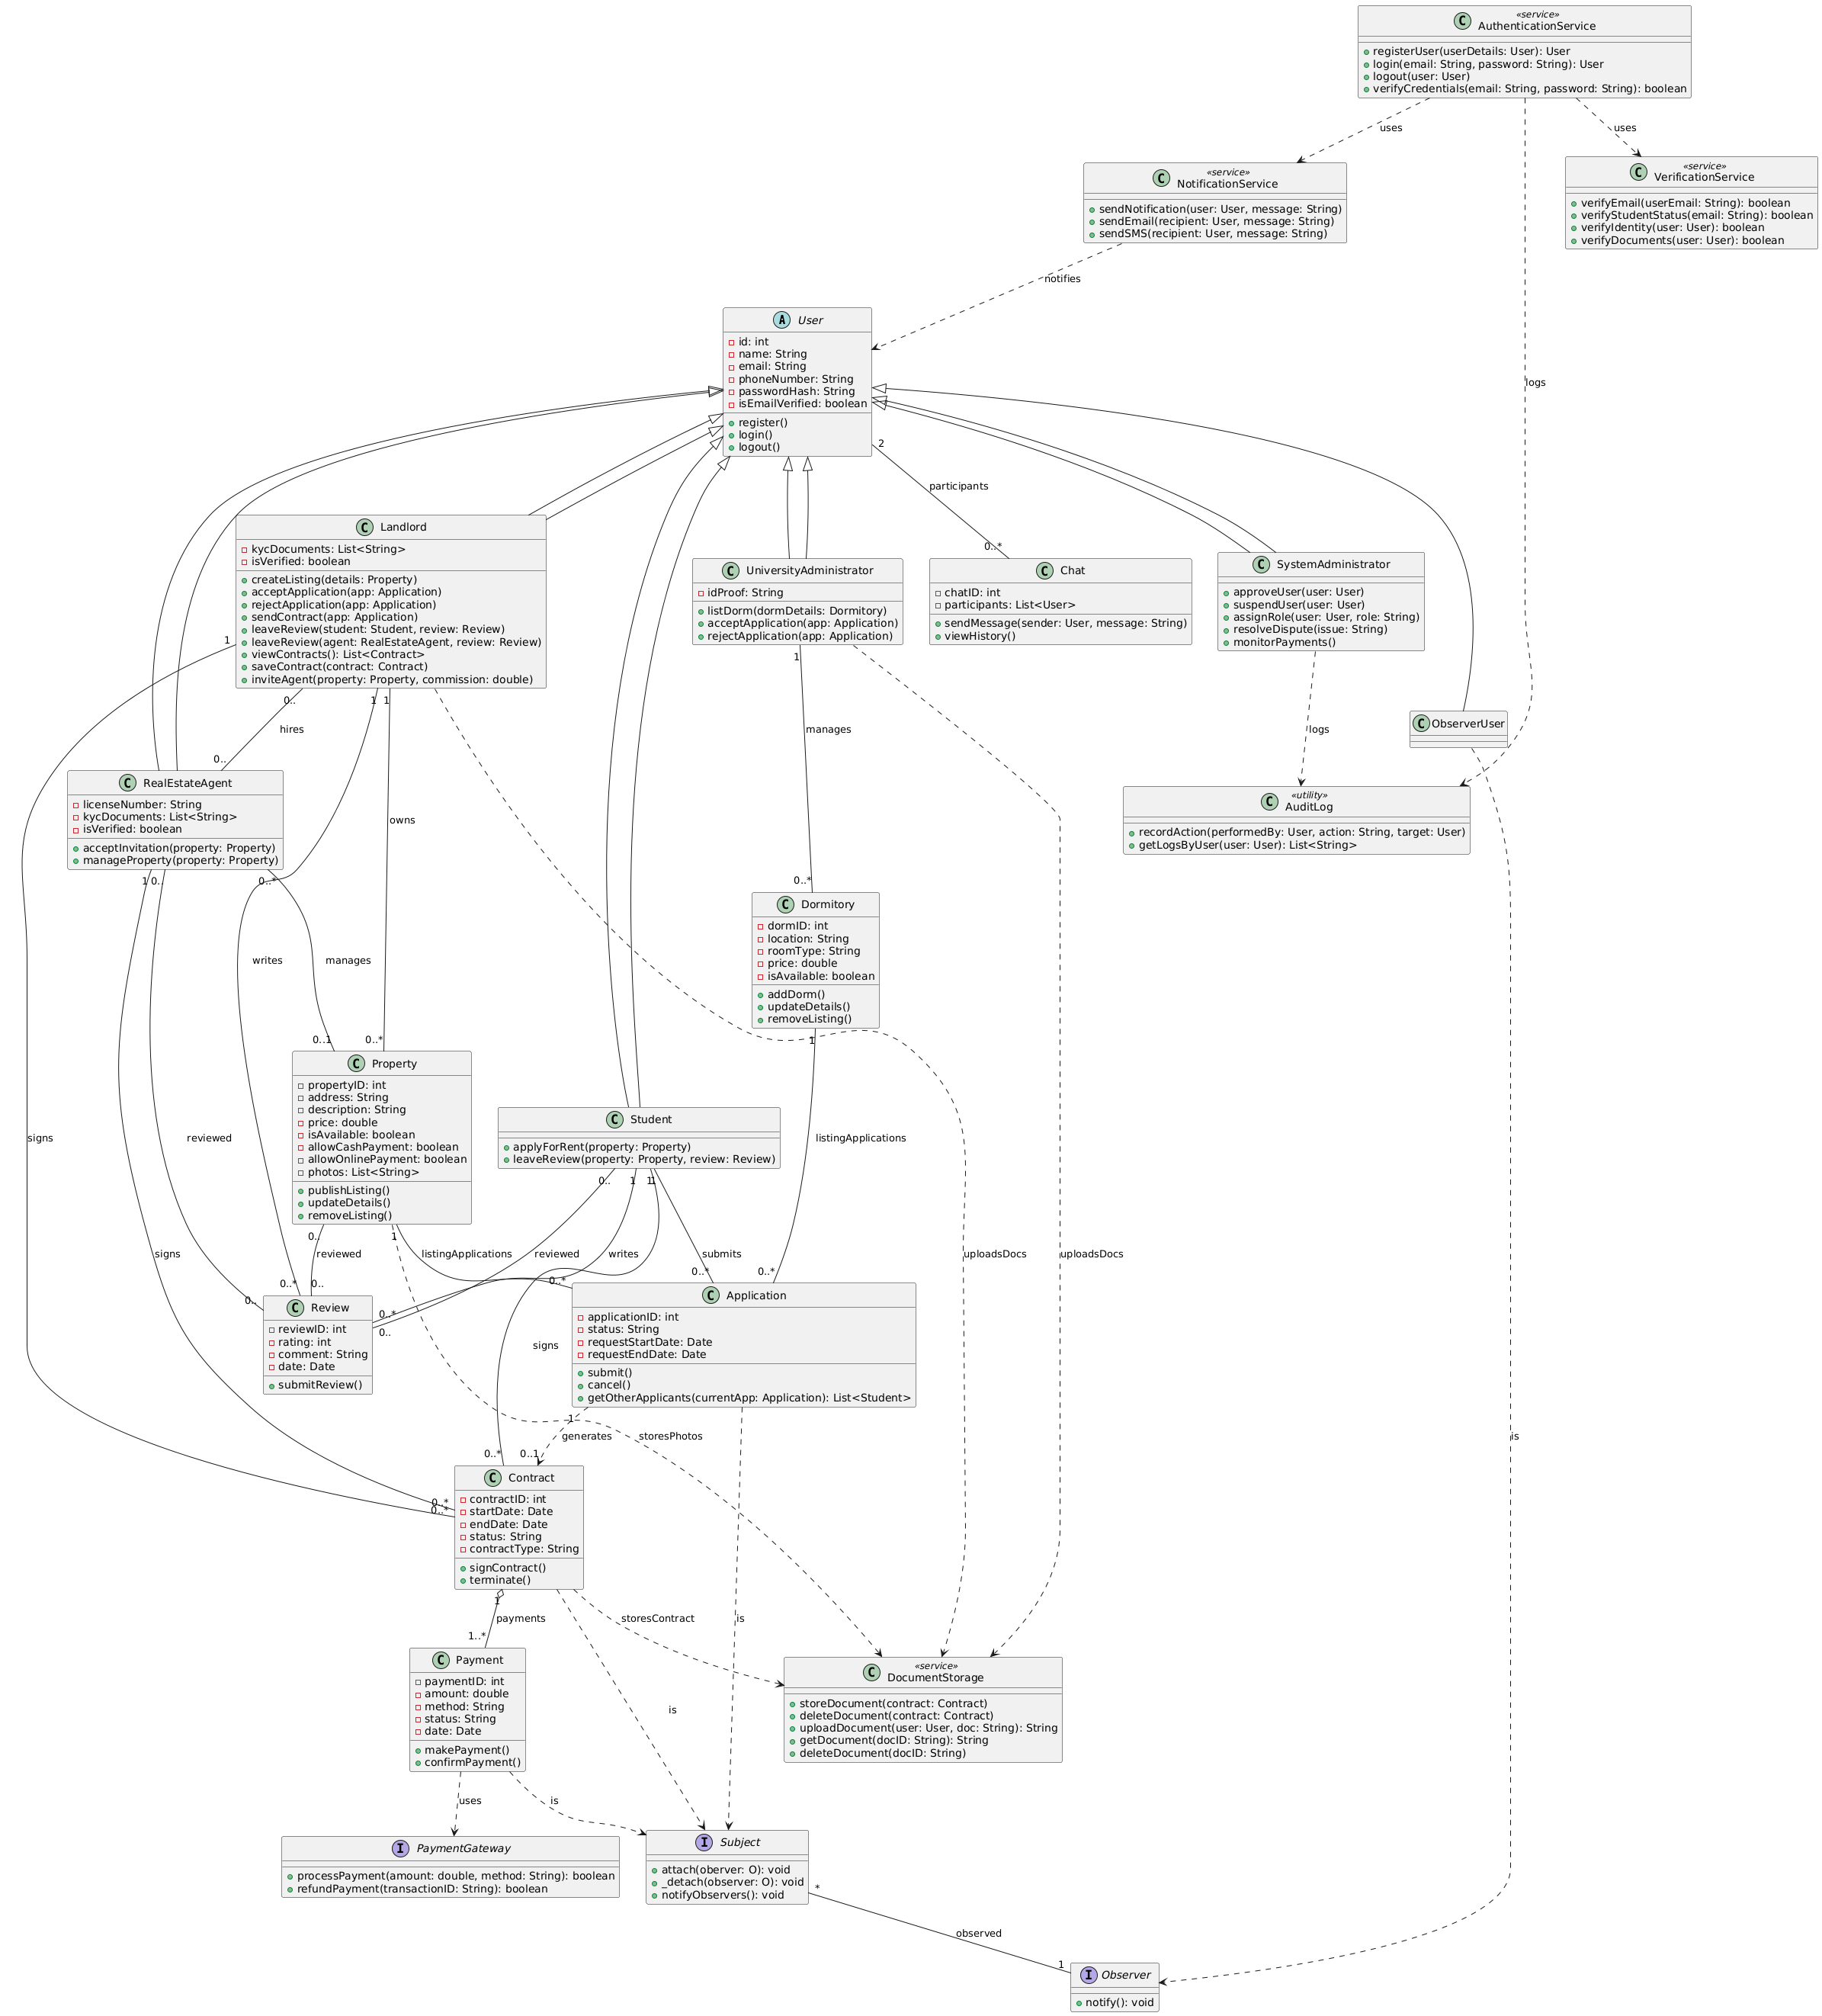 «service»
AuthenticationService
registerUser(userDetails: User): User
login(email: String, password: String): User
logout(user: User)
verifyCredentials(email: String, password: String): boolean
uses
uses
«service»
NotificationService
sendNotification(user: User, message: String)
sendEmail(recipient: User, message: String)
sendSMS(recipient: User, message: String)
«service»
VerificationService
verifyEmail(userEmail: String): boolean
verifyStudentStatus(email: String): boolean
verifyIdentity(user: User): boolean
verifyDocuments(user: User): boolean
notifies
logs
A User
id: int
name: String
email: String
phoneNumber: String
passwordHash: String
isEmailVerified: boolean
register()
login()
logout()
2
participants
0..*
C Landlord
kycDocuments: List<String>
isVerified: boolean
createListing(details: Property)
acceptApplication(app: Application)
rejectApplication(app: Application)
sendContract(app: Application)
leaveReview(student: Student, review: Review)
leaveReview(agent: RealEstateAgent, review: Review)
viewContracts(): List<Contract>
saveContract(contract: Contract)
inviteAgent(property: Property, commission: double)
C UniversityAdministrator
idProof: String
listDorm(dormDetails: Dormitory)
acceptApplication(app: Application)
rejectApplication(app: Application)
C Chat
chatID: int
participants: List<User>
sendMessage(sender: User, message: String)
viewHistory()
C SystemAdministrator
approveUser(user: User)
suspendUser(user: User)
assignRole(user: User, role: String)
resolveDispute(issue: String)
monitorPayments()
1
0..
1
1
1
hires
manages
logs
C ObserverUser
0..
C RealEstateAgent
licenseNumber: String
kycDocuments: List<String>
isVerified: boolean
acceptInvitation(property: Property)
manageProperty(property: Property)
owns
«utility»
C AuditLog
recordAction(performedBy: User, action: String, target: User)
getLogsByUser(user: User): List<String>
1
0..
0..*
0..*
C Dormitory
dormID: int
location: String
roomType: String
price: double
isAvailable: boolean
addDorm()
updateDetails()
removeListing()
writes
manages
0..1
0..*
1
C Property
propertyID: int
address: String
description: String
price: double
isAvailable: boolean
allowCashPayment: boolean
allowOnlinePayment: boolean
photos: List<String>
publishListing()
updateDetails()
removeListing()
C Student
applyForRent(property: Property)
leaveReview(property: Property, review: Review)
signs
reviewed
listingApplications
0..
1
1
1
0..
1
signs
reviewed
listingApplications
reviewed
writes
submits
uploadsDocs
uploadsDocs
0..*
0..
0..*
0..*
0..*
0..
0..*
0..
C Review
reviewID: int
rating: int
comment: String
date: Date
submitReview()
C Application
applicationID: int
status: String
requestStartDate: Date
requestEndDate: Date
submit()
cancel()
getOtherApplicants(currentApp: Application): List<Student>
signs
1
generates
storesPhotos
is
0..*
0..1
0..*
0..*
C Contract
contractID: int
startDate: Date
endDate: Date
status: String
contractType: String
signContract()
terminate()
1
payments
storesContract
is
1..*
C Payment
paymentID: int
amount: double
method: String
status: String
date: Date
makePayment()
confirmPayment()
is
«service»
C DocumentStorage
storeDocument(contract: Contract)
deleteDocument(contract: Contract)
uploadDocument(user: User, doc: String): String
getDocument(docID: String): String
deleteDocument(docID: String)
uses
is
I PaymentGateway
processPayment(amount: double, method: String): boolean
refundPayment(transactionID: String): boolean
I Subject
attach(oberver: O): void
_detach(observer: O): void
notifyObservers(): void
*
observed
1
I Observer
notify(): void